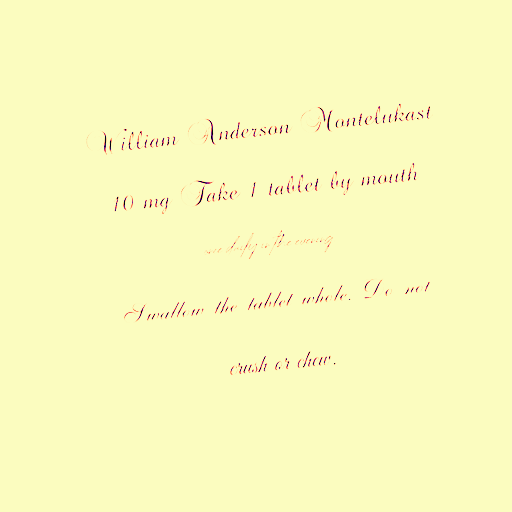 William Anderson Montelukast
10 mg Take 1 tablet by mouth
Swallow the tablet whole. Do not
crush or chew.